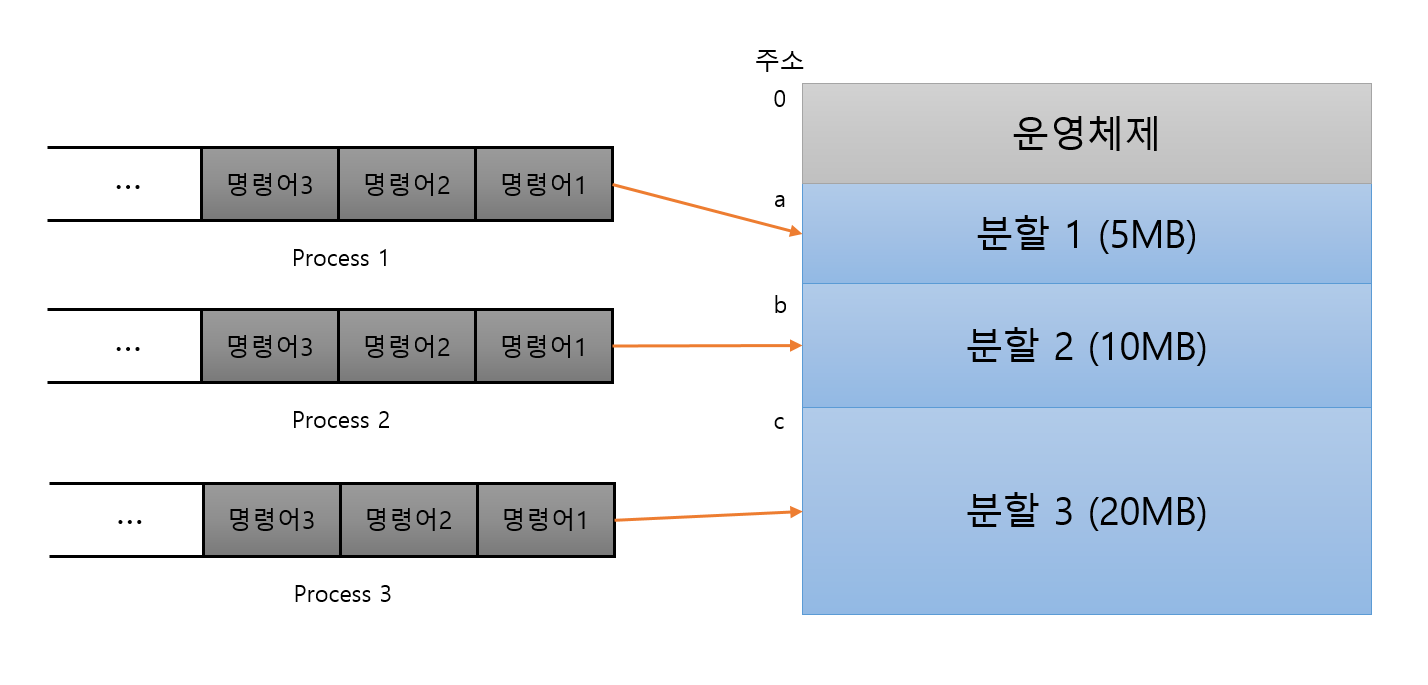 주소
0
운영체제
... 명령어3 명령어2 명령어1
Process 1
a
분할 1 (5MB)
... 명령어3 명령어2 명령어1
Process 2
b
분할 2 (10MB)
... 명령어3 명령어2 명령어1
Process 3
c
분할 3 (20MB)